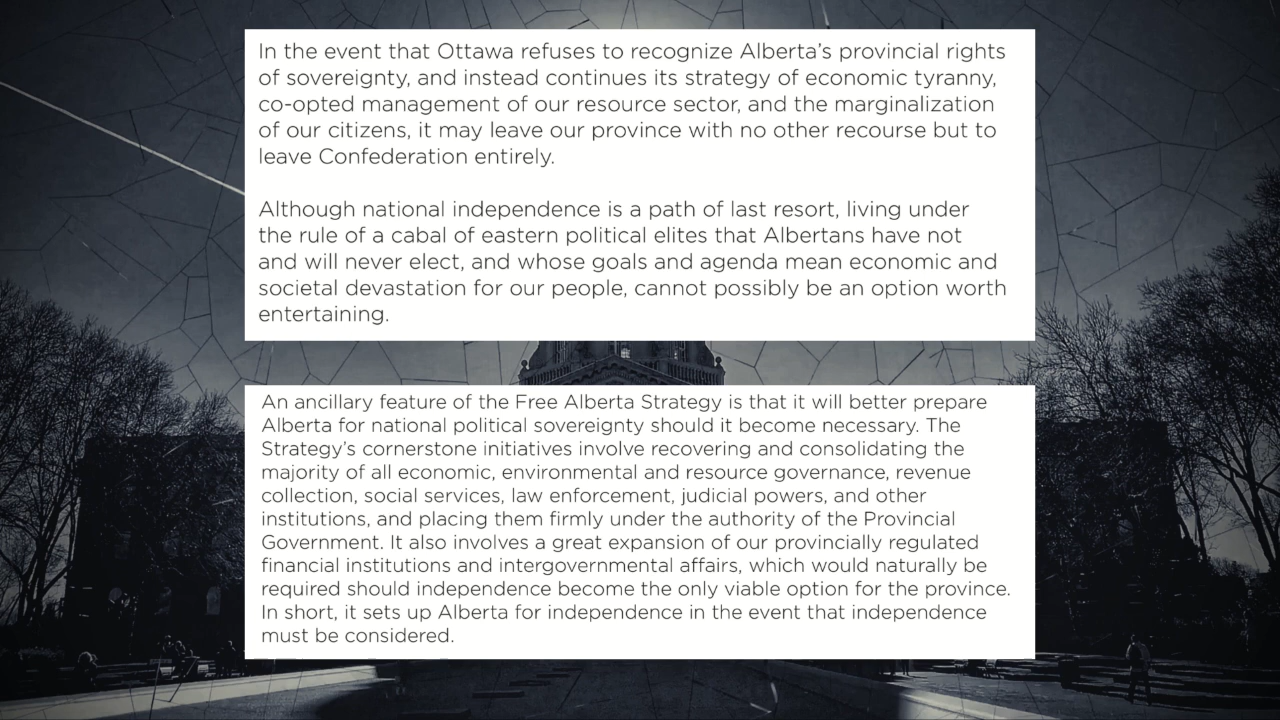 In the event that Ottawa refuses to recognize Alberta’s provincial rights
of sovereignty, and instead continues its strategy of economic tyranny,
co-opted management of our resource sector, and the marginalization
of our citizens, it may leave our province with no other recourse but to
leave Confederation entirely.
Although national independence is a path of last resort, living under
the rule of a cabal of eastern political elites that Albertans have not
and will never elect, and whose goals and agenda mean economic and
societal devastation for our people, cannot possibly be an option worth
entertaining.
An ancillary feature of the Free Alberta Strategy is that it will better prepare
Alberta for national political sovereignty should it become necessary. The
Strategy’s cornerstone initiatives involve recovering and consolidating the
majority of all economic, environmental and resource governance, revenue
collection, social services, law enforcement, judicial powers, and other
institutions, and placing them firmly under the authority of the Provincial
Government. It also involves a great expansion of our provincially regulated
financial institutions and intergovernmental affairs, which would naturally be
required should independence become the only viable option for the province.
In short, it sets up Alberta for independence in the event that independence
must be considered.